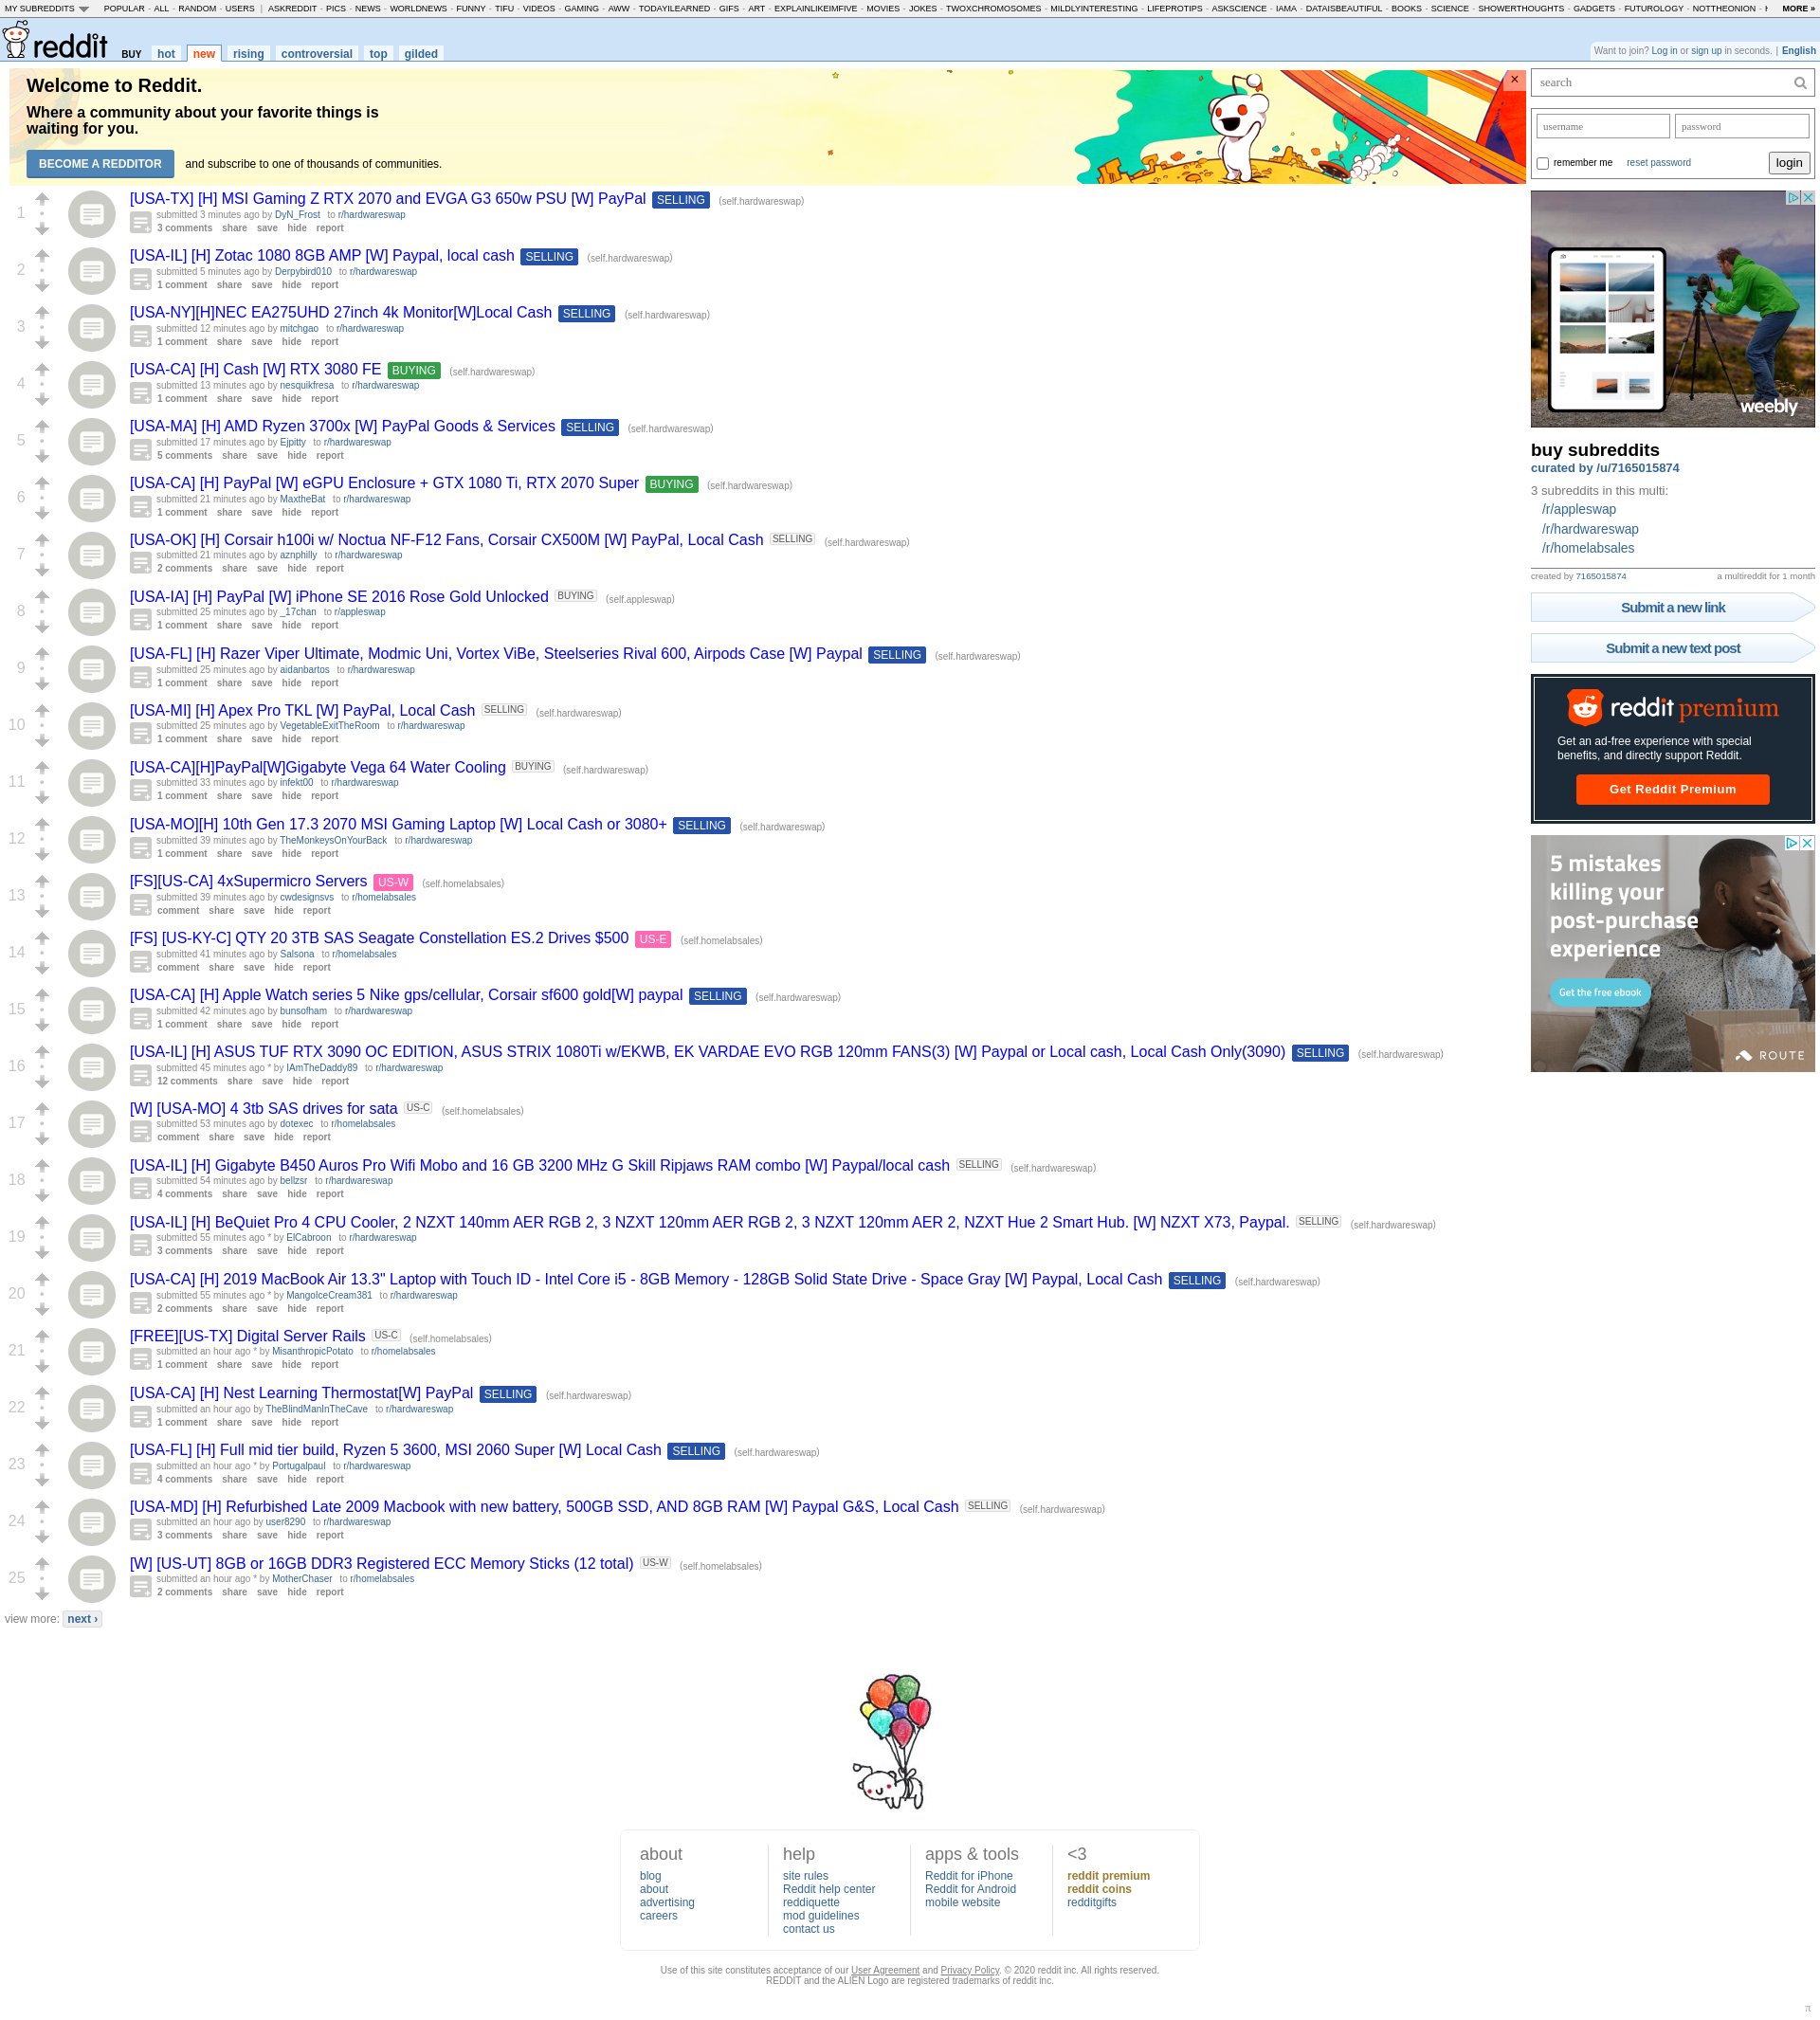 MY SUBREDDITS POPULAR - ALL - RANDOM - USERS | ASKREDDIT - PICS - NEWS - WORLDNEWS - FUNNY - TIFU - VIDEOS - GAMING - AWW - TODAYILEARNED - GIFS - ART - EXPLAINLIKEIMFIVE - MOVIES - JOKES - TWOXCHROMOSOMES - MILDLYINTERESTING - LIFEPROTIPS - ASKSCIENCE - IAMA - DATAISBEAUTIFUL - BOOKS - SCIENCE - SHOWERTHOUGHTS - GADGETS - FUTUROLOGY - NOTTHEONION - MORE »
reddit BUY hot new rising controversial top gilded
Want to join? Log in or sign up in seconds. | English
Welcome to Reddit.
Where a community about your favorite things is
waiting for you.
BECOME A REDDITOR and subscribe to one of thousands of communities.
1
[USA-TX] [H] MSI Gaming Z RTX 2070 and EVGA G3 650w PSU [W] PayPal SELLING (self.hardwareswap)
submitted 3 minutes ago by DyN_Frost to r/hardwareswap
3 comments share save hide report
2
[USA-IL] [H] Zotac 1080 8GB AMP [W] Paypal, local cash SELLING (self.hardwareswap)
submitted 5 minutes ago by Derpybird010 to r/hardwareswap
1 comment share save hide report
3
[USA-NY][H]NEC EA275UHD 27inch 4k Monitor[W]Local Cash SELLING (self.hardwareswap)
submitted 12 minutes ago by mitchgao to r/hardwareswap
1 comment share save hide report
4
[USA-CA] [H] Cash [W] RTX 3080 FE BUYING (self.hardwareswap)
submitted 13 minutes ago by nesquikfresa to r/hardwareswap
1 comment share save hide report
5
[USA-MA] [H] AMD Ryzen 3700x [W] PayPal Goods & Services SELLING (self.hardwareswap)
submitted 17 minutes ago by Ejpitty to r/hardwareswap
5 comments share save hide report
6
[USA-CA] [H] PayPal [W] eGPU Enclosure + GTX 1080 Ti, RTX 2070 Super BUYING (self.hardwareswap)
submitted 21 minutes ago by MaxtheBat to r/hardwareswap
1 comment share save hide report
7
[USA-OK] [H] Corsair h100i w/ Noctua NF-F12 Fans, Corsair CX500M [W] PayPal, Local Cash SELLING (self.hardwareswap)
submitted 21 minutes ago by aznphilly to r/hardwareswap
2 comments share save hide report
8
[USA-IA] [H] PayPal [W] iPhone SE 2016 Rose Gold Unlocked BUYING (self.appleswap)
submitted 25 minutes ago by _17chan to r/appleswap
1 comment share save hide report
9
[USA-FL] [H] Razer Viper Ultimate, Modmic Uni, Vortex ViBe, Steelseries Rival 600, Airpods Case [W] Paypal SELLING (self.hardwareswap)
submitted 25 minutes ago by aidanbartos to r/hardwareswap
1 comment share save hide report
10
[USA-MI] [H] Apex Pro TKL [W] PayPal, Local Cash SELLING (self.hardwareswap)
submitted 25 minutes ago by VegetableExitTheRoom to r/hardwareswap
1 comment share save hide report
11
[USA-CA][H]PayPal[W]Gigabyte Vega 64 Water Cooling BUYING (self.hardwareswap)
submitted 33 minutes ago by infekt00 to r/hardwareswap
1 comment share save hide report
12
[USA-MO][H] 10th Gen 17.3 2070 MSI Gaming Laptop [W] Local Cash or 3080+ SELLING (self.hardwareswap)
submitted 39 minutes ago by TheMonkeysOnYourBack to r/hardwareswap
1 comment share save hide report
13
[FS][US-CA] 4xSupermicro Servers US-W (self.homelabsales)
submitted 39 minutes ago by cwdesignsvs to r/homelabsales
comment share save hide report
14
[FS] [US-KY-C] QTY 20 3TB SAS Seagate Constellation ES.2 Drives $500 US-E (self.homelabsales)
submitted 41 minutes ago by Salsona to r/homelabsales
comment share save hide report
15
[USA-CA] [H] Apple Watch series 5 Nike gps/cellular, Corsair sf600 gold[W] paypal SELLING (self.hardwareswap)
submitted 42 minutes ago by bunsofham to r/hardwareswap
1 comment share save hide report
16
[USA-IL] [H] ASUS TUF RTX 3090 OC EDITION, ASUS STRIX 1080Ti w/EKWB, EK VARDAE EVO RGB 120mm FANS(3) [W] Paypal or Local cash, Local Cash Only(3090) SELLING (self.hardwareswap)
submitted 45 minutes ago * by IAmTheDaddy89 to r/hardwareswap
12 comments share save hide report
17
[W] [USA-MO] 4 3tb SAS drives for sata US-C (self.homelabsales)
submitted 53 minutes ago by dotexec to r/homelabsales
comment share save hide report
18
[USA-IL] [H] Gigabyte B450 Auros Pro Wifi Mobo and 16 GB 3200 MHz G Skill Ripjaws RAM combo [W] Paypal/local cash SELLING (self.hardwareswap)
submitted 54 minutes ago by bellzsr to r/hardwareswap
4 comments share save hide report
19
[USA-IL] [H] BeQuiet Pro 4 CPU Cooler, 2 NZXT 140mm AER RGB 2, 3 NZXT 120mm AER RGB 2, 3 NZXT 120mm AER 2, NZXT Hue 2 Smart Hub. [W] NZXT X73, Paypal. SELLING (self.hardwareswap)
submitted 55 minutes ago * by ElCabroon to r/hardwareswap
3 comments share save hide report
20
[USA-CA] [H] 2019 MacBook Air 13.3" Laptop with Touch ID - Intel Core i5 - 8GB Memory - 128GB Solid State Drive - Space Gray [W] Paypal, Local Cash SELLING (self.hardwareswap)
submitted 55 minutes ago * by MangoIceCream381 to r/hardwareswap
2 comments share save hide report
21
[FREE][US-TX] Digital Server Rails US-C (self.homelabsales)
submitted an hour ago * by MisanthropicPotato to r/homelabsales
1 comment share save hide report
22
[USA-CA] [H] Nest Learning Thermostat[W] PayPal SELLING (self.hardwareswap)
submitted an hour ago by TheBlindManInTheCave to r/hardwareswap
1 comment share save hide report
23
[USA-FL] [H] Full mid tier build, Ryzen 5 3600, MSI 2060 Super [W] Local Cash SELLING (self.hardwareswap)
submitted an hour ago * by Portugalpaul to r/hardwareswap
4 comments share save hide report
24
[USA-MD] [H] Refurbished Late 2009 Macbook with new battery, 500GB SSD, AND 8GB RAM [W] Paypal G&S, Local Cash SELLING (self.hardwareswap)
submitted an hour ago by user8290 to r/hardwareswap
3 comments share save hide report
25
[W] [US-UT] 8GB or 16GB DDR3 Registered ECC Memory Sticks (12 total) US-W (self.homelabsales)
submitted an hour ago * by MotherChaser to r/homelabsales
2 comments share save hide report
view more: next ›
search
username password
remember me reset password login
weebly
buy subreddits
curated by /u/7165015874
3 subreddits in this multi:
/r/appleswap
/r/hardwareswap
/r/homelabsales
created by 7165015874 a multireddit for 1 month
Submit a new link
Submit a new text post
reddit premium
Get an ad-free experience with special
benefits, and directly support Reddit.
Get Reddit Premium
5 mistakes
killing your
post-purchase
experience
Get the free ebook
ROUTE
about
blog
about
advertising
careers
help
site rules
Reddit help center
reddiquette
mod guidelines
contact us
apps & tools
Reddit for iPhone
Reddit for Android
mobile website
<3
reddit premium
reddit coins
redditgifts
Use of this site constitutes acceptance of our User Agreement and Privacy Policy. © 2020 reddit inc. All rights reserved.
REDDIT and the ALIEN Logo are registered trademarks of reddit inc.
π